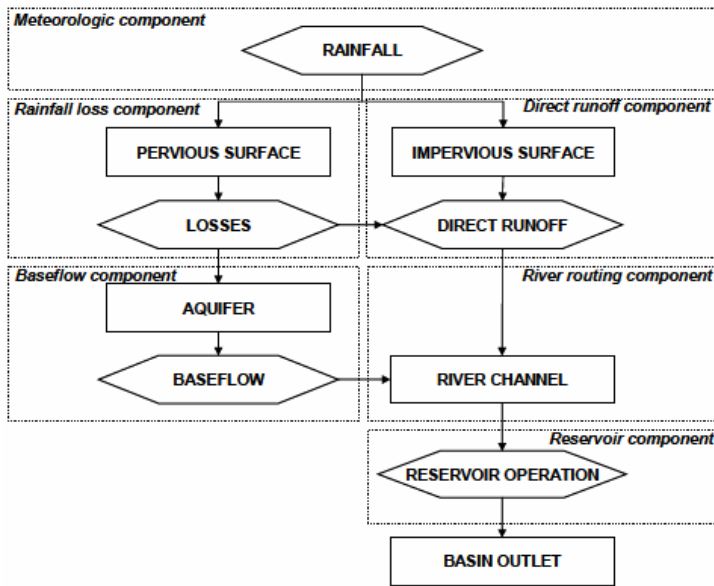 Meteorologic component
RAINFALL
Rainfall loss component
Direct runoff component
PERVIOUS SURFACE
IMPERVIOUS SURFACE
LOSSES
DIRECT RUNOFF
Baseflow component
River routing component
AQUIFER
BASEFLOW
RIVER CHANNEL
Reservoir component
RESERVOIR OPERATION
BASIN OUTLET